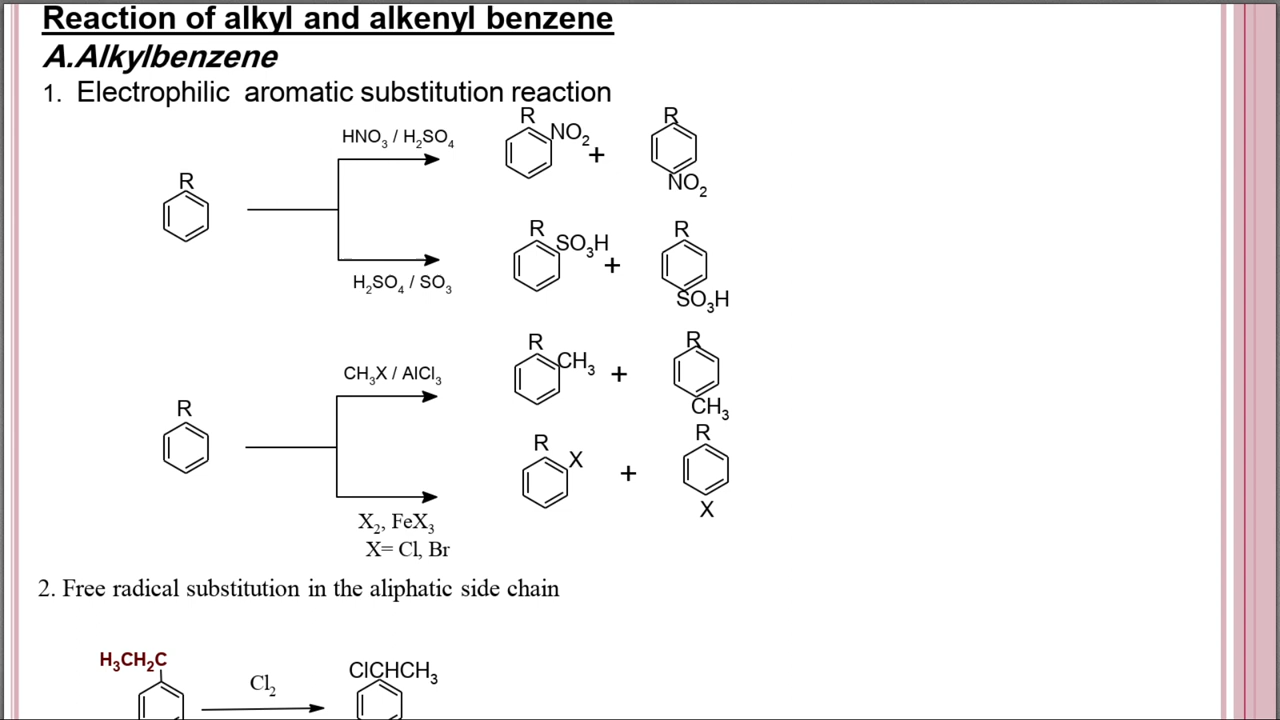 Reaction of alkyl and alkenyl benzene
A.Alkylbenzene
1. Electrophilic aromatic substitution reaction
R
HNO3 / H2SO4
R
NO2
+
R
NO2
H2SO4 / SO3
R
SO3H
+
R
SO3H
R
CH3X / AlCl3
R
CH3
+
R
CH3
X2, FeX3
X= Cl, Br
R
X
+
R
X
2. Free radical substitution in the aliphatic side chain
H3CH2C
Cl2
ClCHCH3